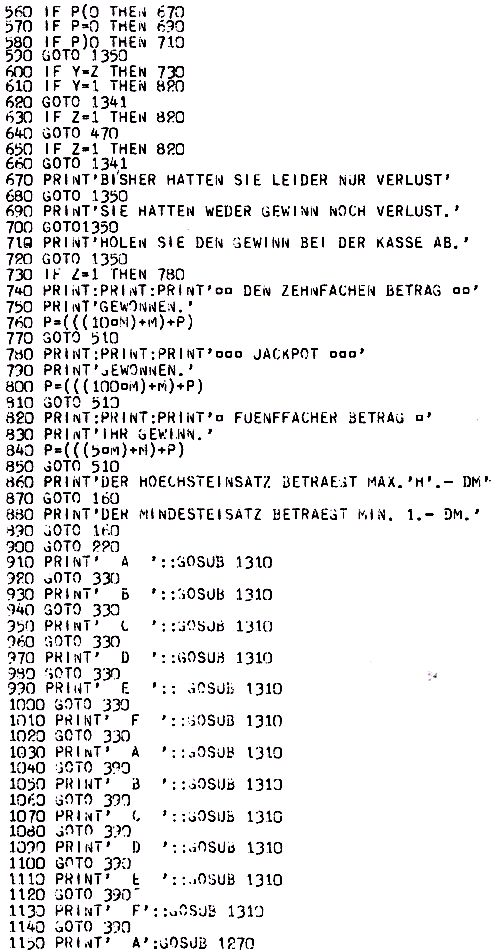 560 IF P(0 THEN 670
570 IF P=0 THEN 690
580 IF P)0 THEN 710
590 GOTO 1350
600 IF Y=Z THEN 730
610 IF Y=1 THEN 820
620 GOTO 1341
630 IF Z=1 THEN 820
640 GOTO 470
650 IF Z=1 THEN 820
660 GOTO 1341
670 PRINT'BISHER HATTEN SIE LEIDER NUR VERLUST'
680 GOTO 1350
690 PRINT'SIE HATTEN WEDER GEWINN NOCH VERLUST.'
700 GOTO1350
710 PRINT'HOLEN SIE DEN GEWINN BEI DER KASSE AB.'
720 GOTO 1350
730 IF Z=1 THEN 780
740 PRINT:PRINT:PRINT'¤¤ DEN ZEHNFACHEN BETRAG ¤¤'
750 PRINT'GEWONNEN.'
760 P=(((10¤M)+M)+P)
770 GOTO 510
780 PRINT:PRINT:PRINT'¤¤¤ JACKPOT ¤¤¤'
790 PRINT'GEWONNEN.'
800 P=(((100¤M)+M)+P)
810 GOTO 510
820 PRINT:PRINT:PRINT'¤ FUENFFACHER BETRAG ¤'
830 PRINT'IHR GEWINN.'
840 P=(((5¤M)+M)+P)
850 GOTO 510
860 PRINT'DER HOECHSTEINSATZ BETRAEGT MAX.'H'.- DM'
870 GOTO 160
880 PRINT'DER MINDESTEISATZ BETRAEGT MIN. 1.- DM.'
890 GOTO 160
900 GOTO 220
910 PRINT'  A  '::GOSUB 1310
920 GOTO 330
930 PRINT'  B  '::GOSUB 1310
940 GOTO 330
950 PRINT'  C  '::GOSUB 1310
960 GOTO 330
970 PRINT'  D  '::GOSUB 1310
980 GOTO 330
990 PRINT'  E  ':: GOSUB 1310
1000 GOTO 330
1010 PRINT'  F  '::GOSUB 1310
1020 GOTO 330
1030 PRINT'  A  '::GOSUB 1310
1040 GOTO 390
1050 PRINT'  B  '::GOSUB 1310
1060 GOTO 390
1070 PRINT'  C  '::GOSUB 1310
1080 GOTO 390
1090 PRINT'  D  '::GOSUB 1310
1100 GOTO 390
1110 PRINT'  E  '::GOSUB 1310
1120 GOTO 390
1130 PRINT'  F'::GOSUB 1310
1140 GOTO 390
1150 PRINT'  A':GOSUB 1270